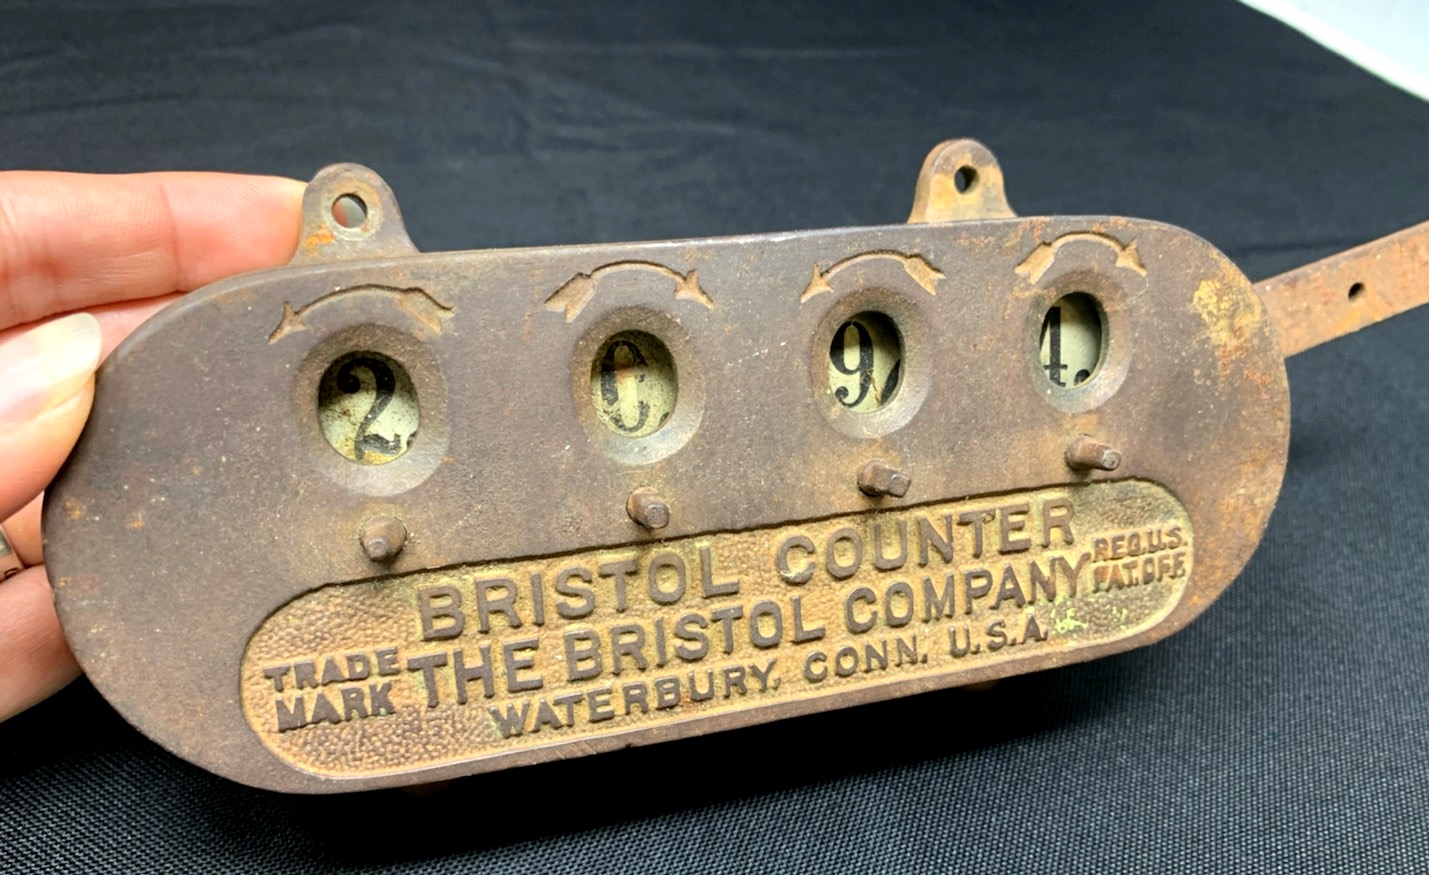 2 0 9 4
BRISTOL COUNTER
TRADE MARK THE BRISTOL COMPANY REG.U.S. PAT.OFF.
WATERBURY, CONN. U.S.A.